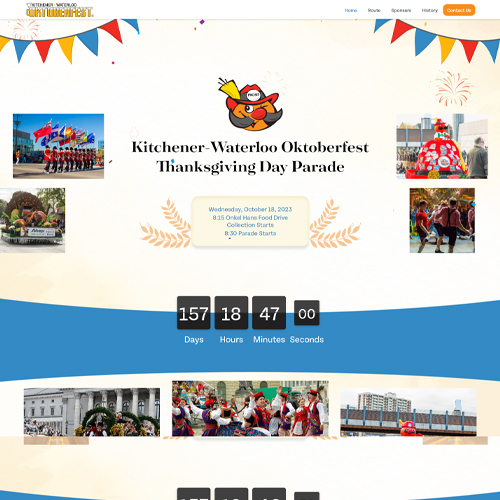 KITCHENER - WATERLOO
OKTOBERFEST
Home Route Sponsors History Contact Us
Kitchener-Waterloo Oktoberfest
Thanksgiving Day Parade
Wednesday, October 18, 2023
8:15 Onkel Hans Food Drive
Collection Starts
8:30 Parade Starts
157 18 47 00
Days Hours Minutes Seconds